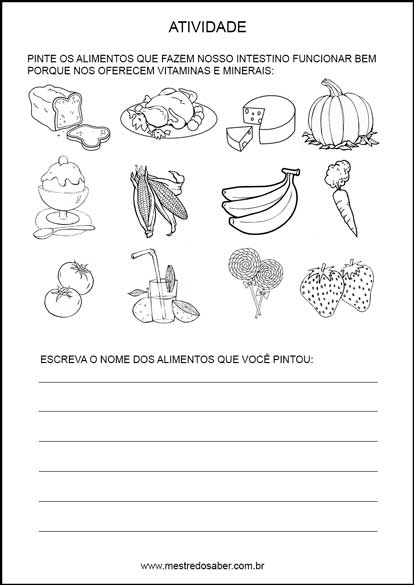 ATIVIDADE
PINTE OS ALIMENTOS QUE FAZEM NOSSO INTESTINO FUNCIONAR BEM
PORQUE NOS OFERECEM VITAMINAS E MINERAIS:
ESCREVA O NOME DOS ALIMENTOS QUE VOCÊ PINTOU:
www.mestredosaber.com.br